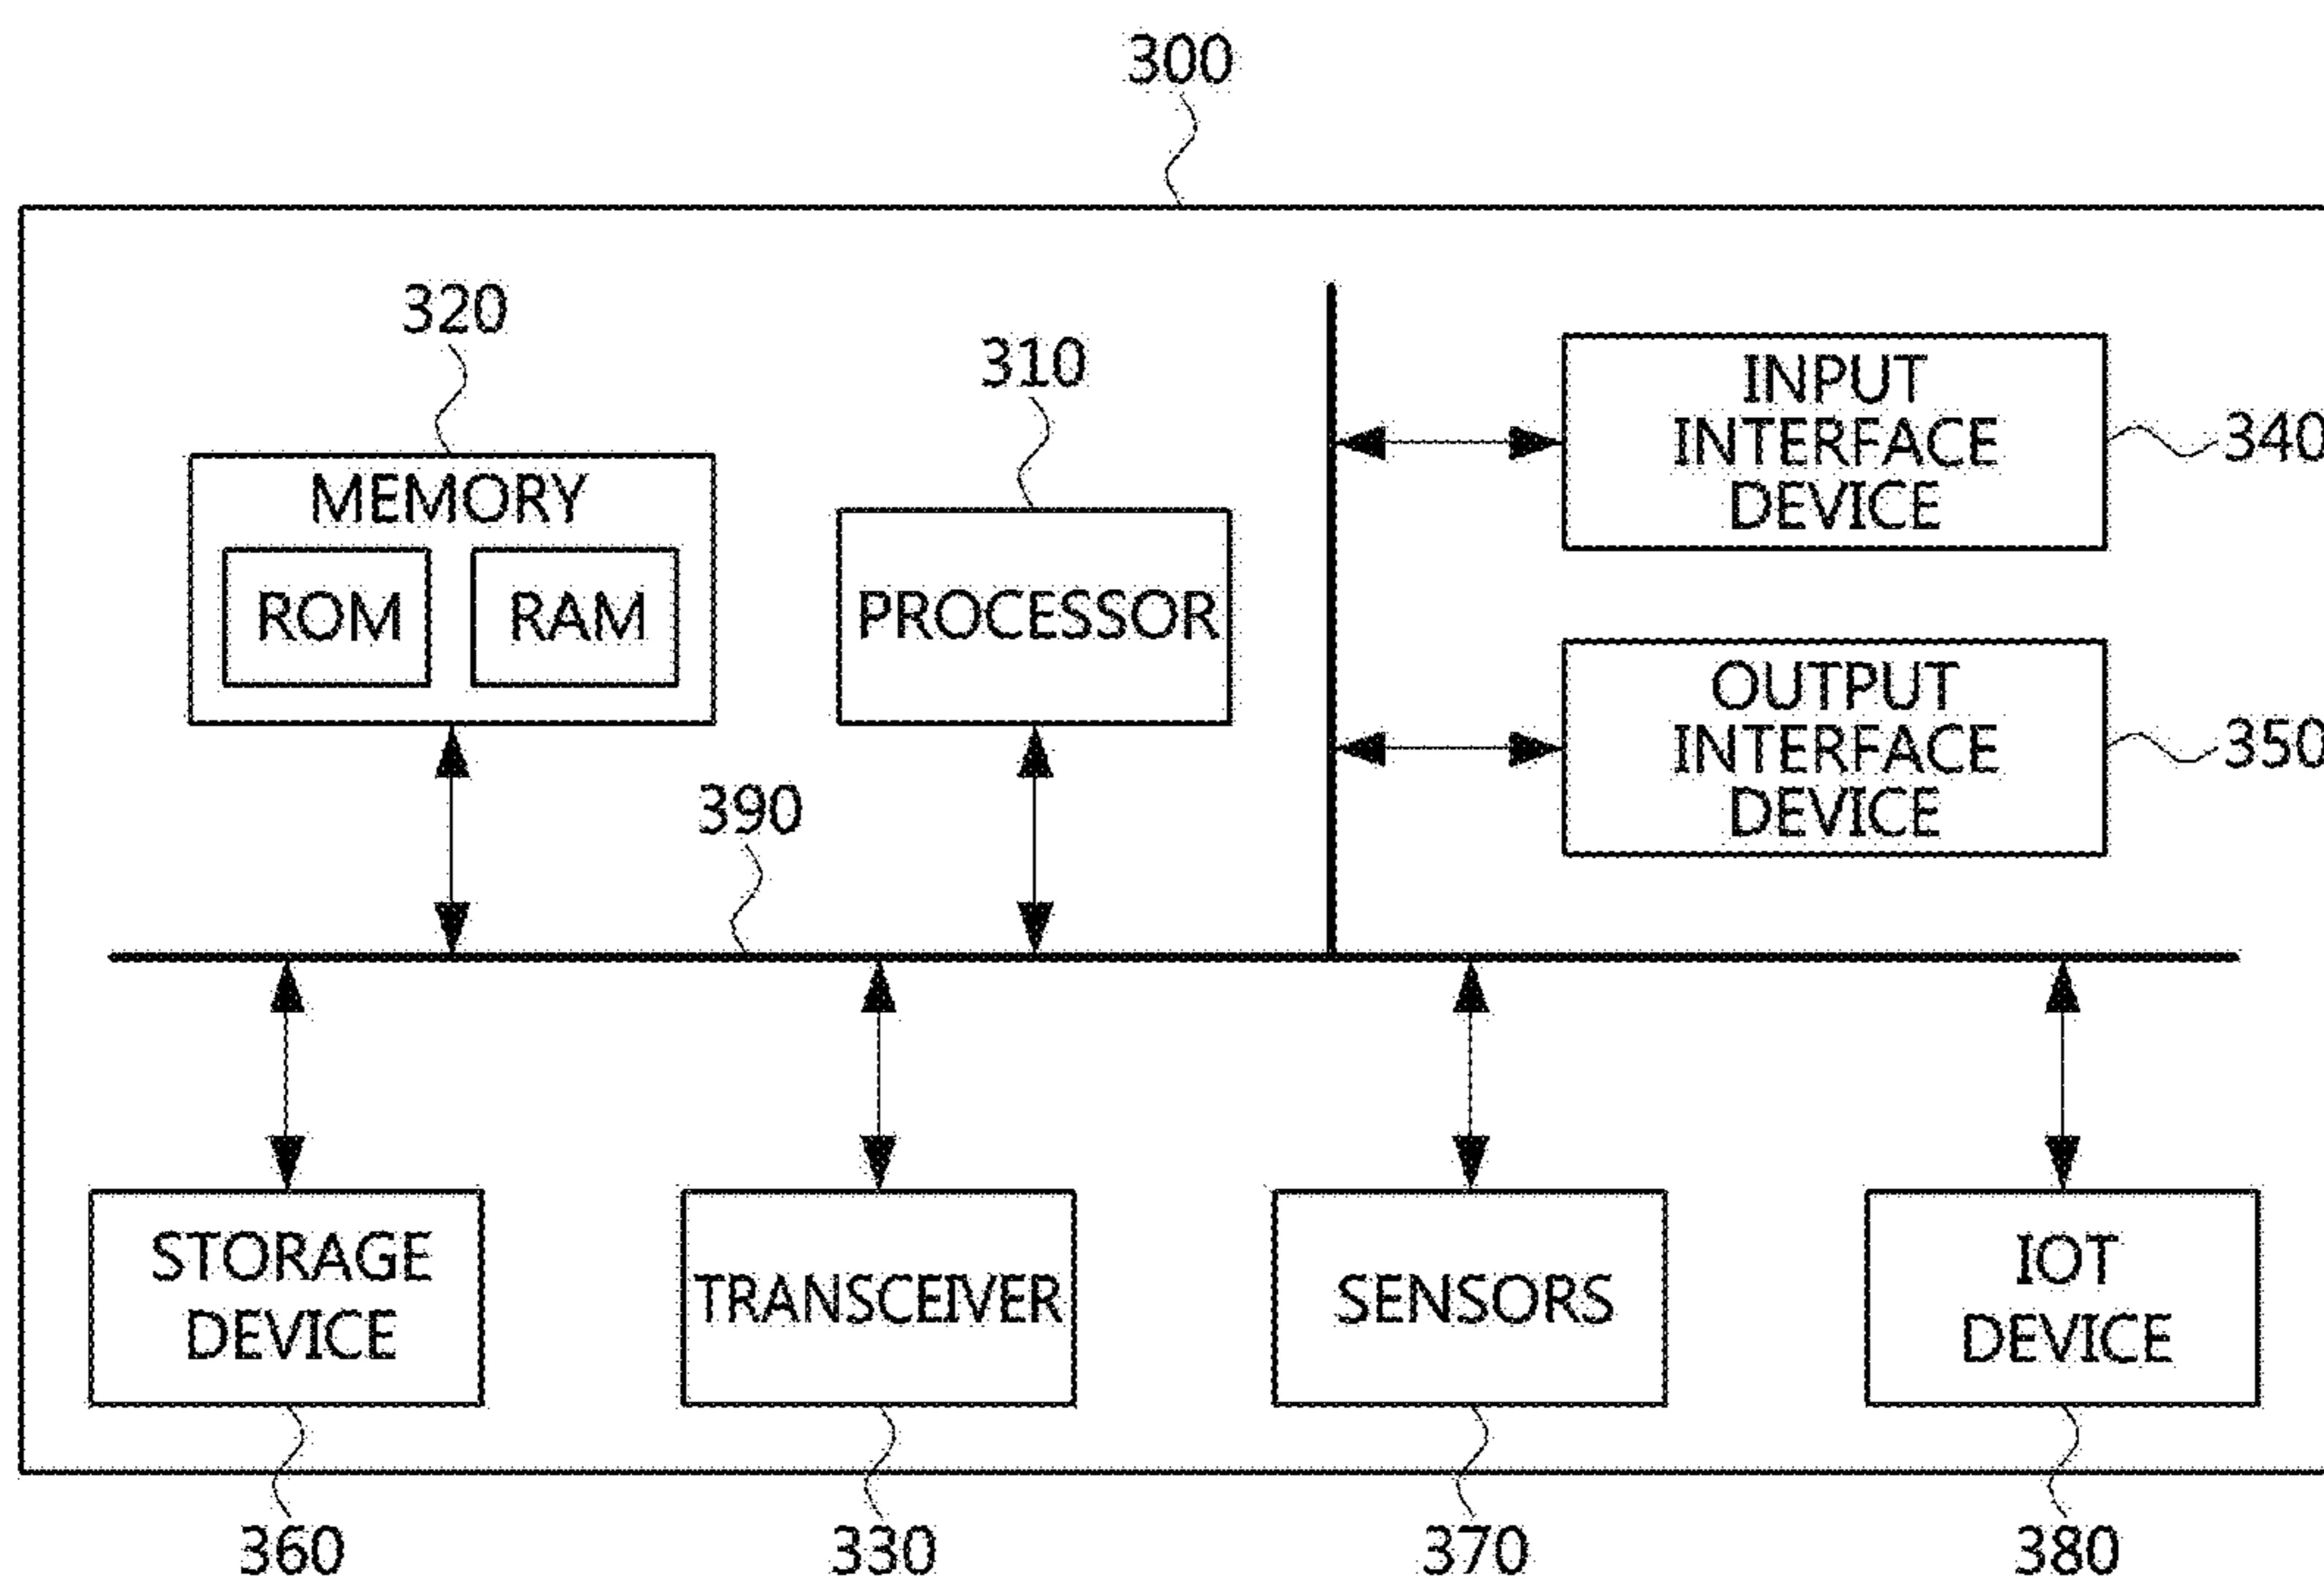 300
320
310
MEMORY
ROM
RAM
PROCESSOR
INPUT
INTERFACE
DEVICE
340
OUTPUT
INTERFACE
DEVICE
350
390
STORAGE
DEVICE
TRANSCEIVER
SENSORS
IOT
DEVICE
360
330
370
380